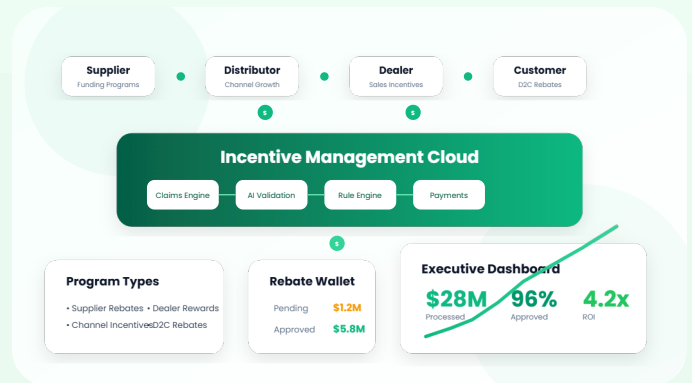 Supplier
Funding Programs
Distributor
Channel Growth
Dealer
Sales Incentives
Customer
D2C Rebates
$
$
Incentive Management Cloud
Claims Engine
AI Validation
Rule Engine
Payments
$
Program Types
• Supplier Rebates
• Dealer Rewards
• Channel Incentives
• D2C Rebates
Rebate Wallet
Pending $1.2M
Approved $5.8M
Executive Dashboard
$28M
Processed
96%
Approved
4.2x
ROI